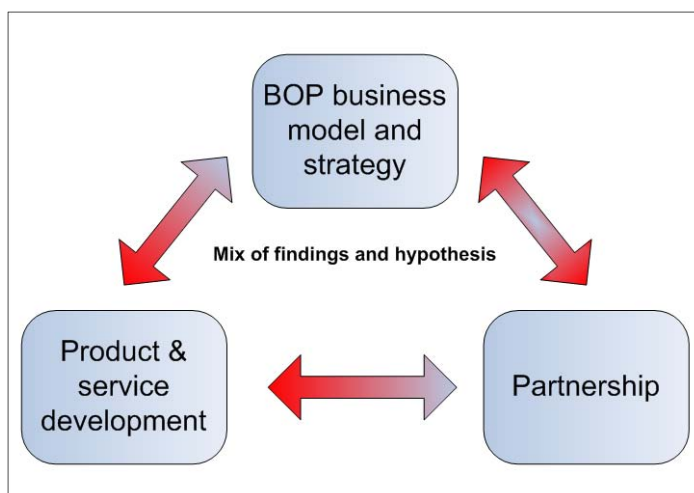 BOP business
model and
strategy
Mix of findings and hypothesis
Product &
service
development
Partnership